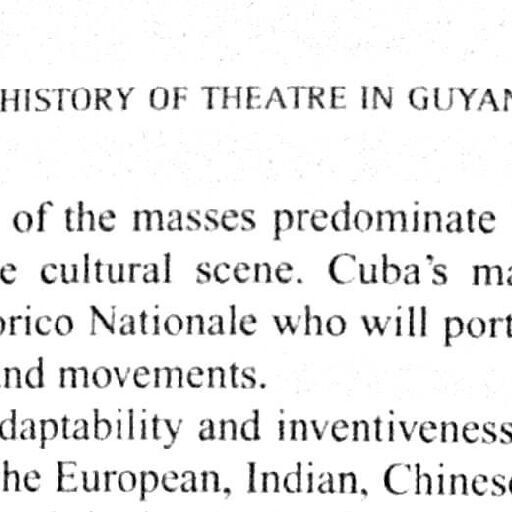 HISTORY OF THEATRE IN GUYAN
of the masses predominate
e cultural scene. Cuba's ma
orico Nationale who will port
nd movements.
daptability and inventiveness
he European, Indian, Chinese